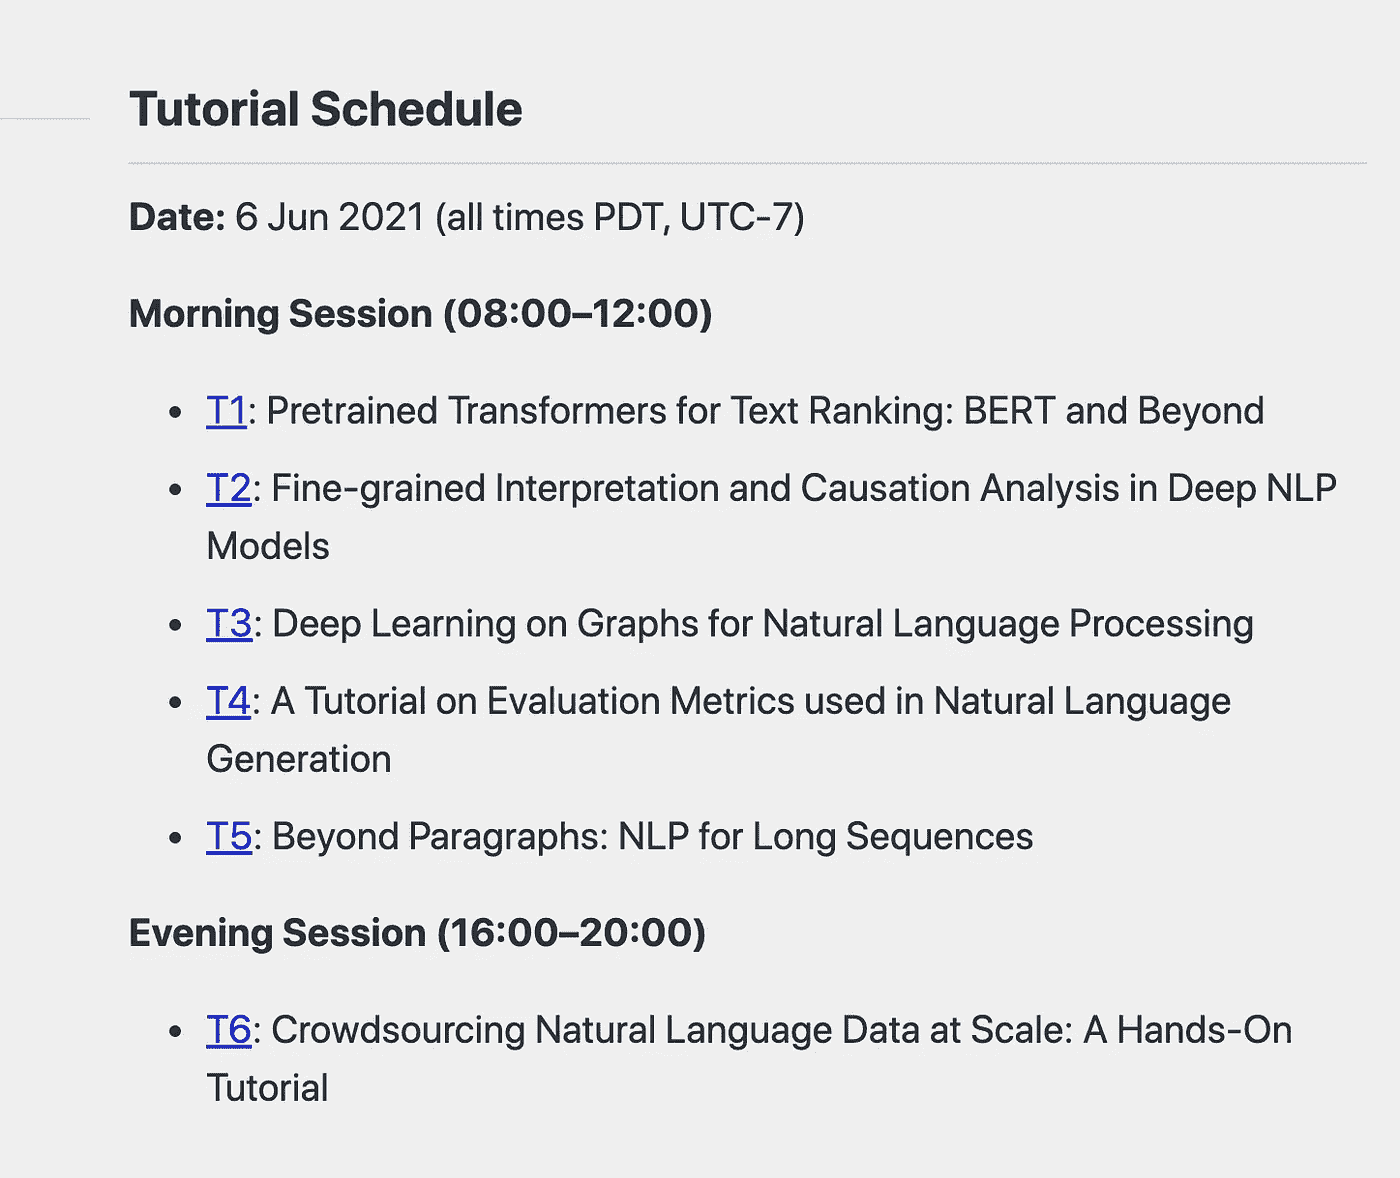 Tutorial Schedule
Date: 6 Jun 2021 (all times PDT, UTC-7)
Morning Session (08:00–12:00)
• T1: Pretrained Transformers for Text Ranking: BERT and Beyond
• T2: Fine-grained Interpretation and Causation Analysis in Deep NLP
Models
• T3: Deep Learning on Graphs for Natural Language Processing
• T4: A Tutorial on Evaluation Metrics used in Natural Language
Generation
• T5: Beyond Paragraphs: NLP for Long Sequences
Evening Session (16:00–20:00)
• T6: Crowdsourcing Natural Language Data at Scale: A Hands-On
Tutorial